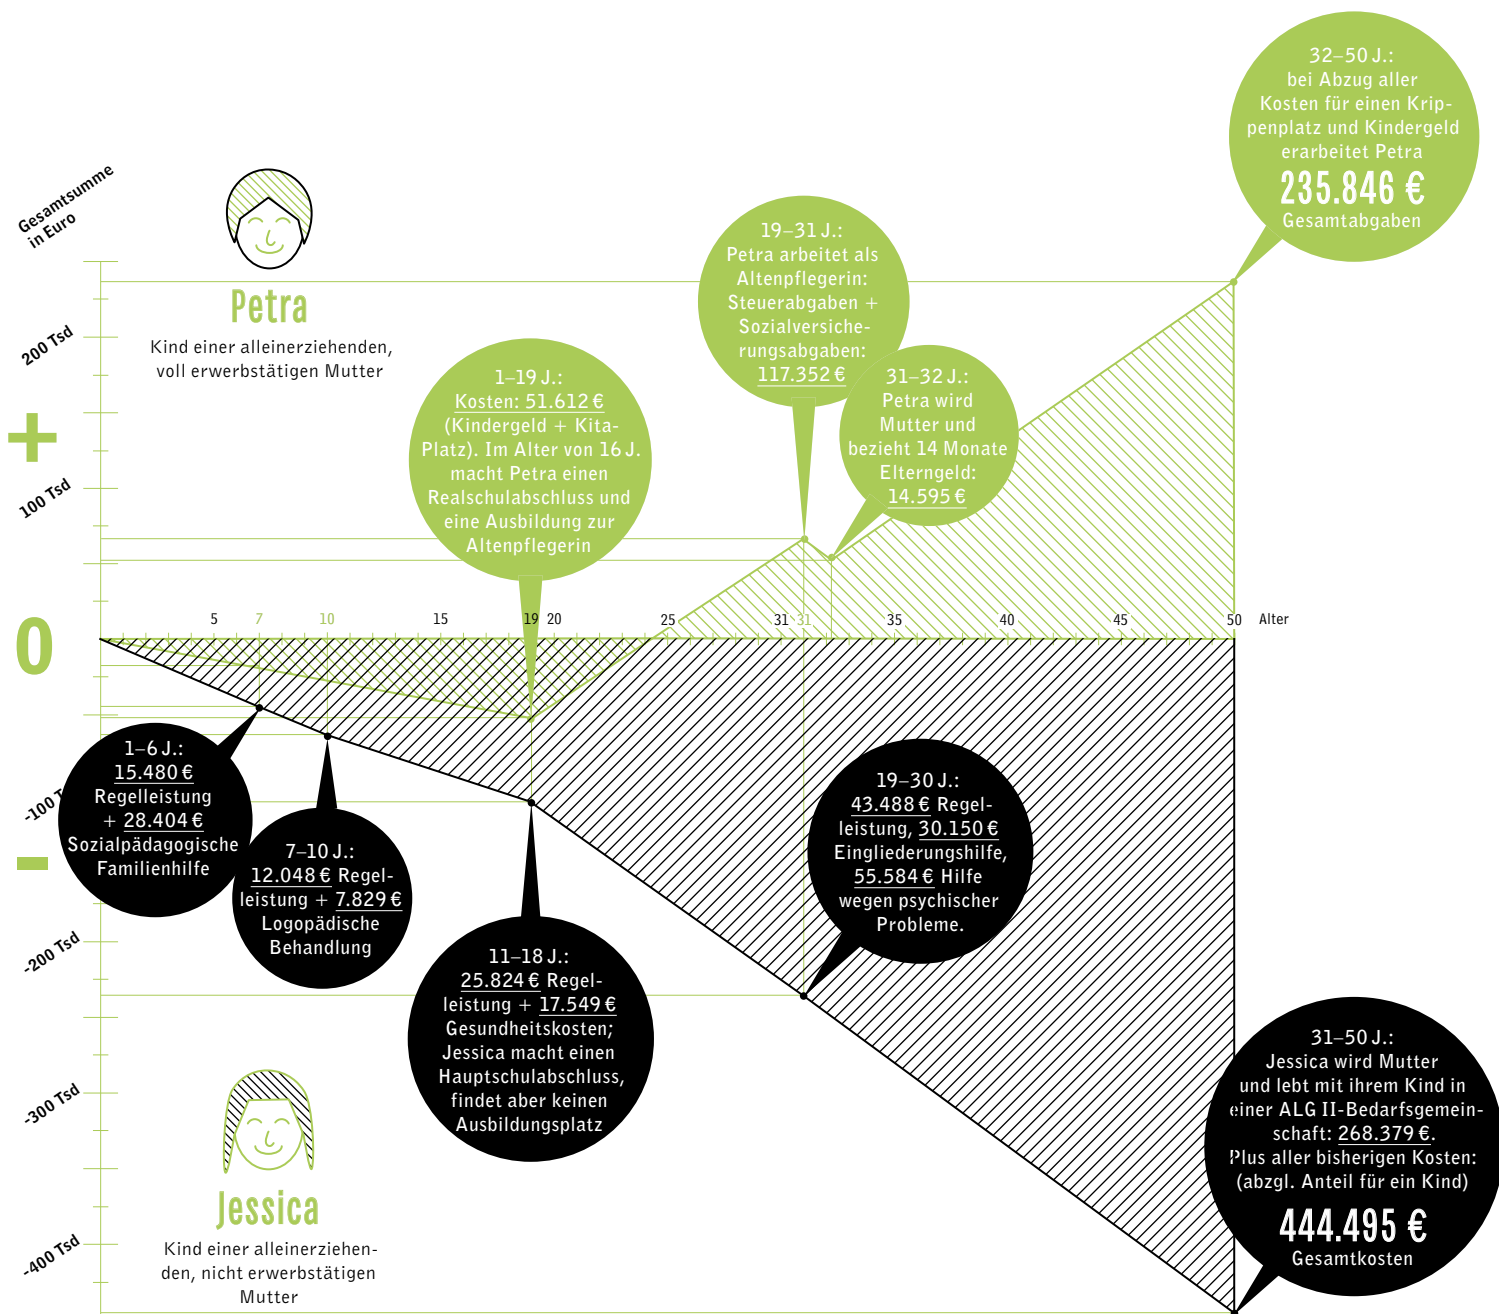 Gesamtsumme
in Euro
Petra
Kind einer alleinerziehenden,
voll erwerbstätigen Mutter
32–50 J.:
bei Abzug aller
Kosten für einen Krip-
penplatz und Kindergeld
erarbeitet Petra
235.846 €
Gesamtabgaben
19–31 J.:
Petra arbeitet als
Altenpflegerin:
Steuerabgaben +
Sozialversiche-
rungsabgaben:
117.352 €
31–32 J.:
Petra wird
Mutter und
bezieht 14 Monate
Elterngeld:
14.595 €
1–19 J.:
Kosten: 51.612 €
(Kindergeld + Kita-
Platz). Im Alter von 16 J.
macht Petra einen
Realschulabschluss und
eine Ausbildung zur
Altenpflegerin
200 Tsd
+
100 Tsd
0
5 7 10 15 19 20 25 31 31 35 40 45 50 Alter
-100
-
-200 Tsd
-300 Tsd
-400 Tsd
1–6 J.:
15.480 €
Regelleistung
+ 28.404 €
Sozialpädagogische
Familienhilfe
7–10 J.:
12.048 € Regel-
leistung + 7.829 €
Logopädische
Behandlung
11–18 J.:
25.824 € Regel-
leistung + 17.549 €
Gesundheitskosten;
Jessica macht einen
Hauptschulabschluss,
findet aber keinen
Ausbildungsplatz
19–30 J.:
43.488 € Regel-
leistung, 30.150 €
Eingliederungshilfe,
55.584 € Hilfe
wegen psychischer
Probleme.
31–50 J.:
Jessica wird Mutter
und lebt mit ihrem Kind in
einer ALG II-Bedarfsgemein-
schaft: 268.379 €.
Plus aller bisherigen Kosten:
(abzgl. Anteil für ein Kind)
444.495 €
Gesamtkosten
Jessica
Kind einer alleinerziehen-
den, nicht erwerbstätigen
Mutter